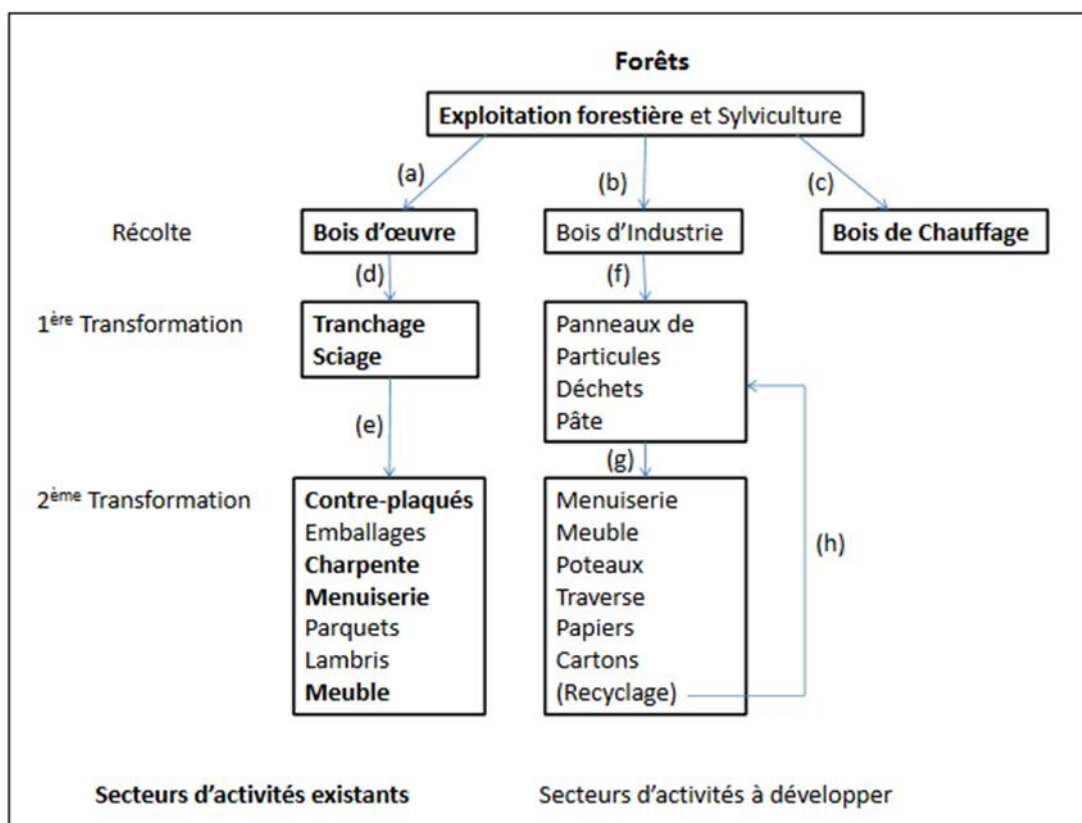 Forêts
Exploitation forestière et Sylviculture
(a)
(b)
(c)
Récolte
Bois d'œuvre
Bois d'Industrie
Bois de Chauffage
(d)
(f)
1ère Transformation
Tranchage
Sciage
Panneaux de
Particules
Déchets
Pâte
(e)
(g)
2ème Transformation
Contre-plaqués
Emballages
Charpente
Menuiserie
Parquets
Lambris
Meuble
Menuiserie
Meuble
Poteaux
Traverse
Papiers
Cartons
(Recyclage)
(h)
Secteurs d'activités existants
Secteurs d'activités à développer